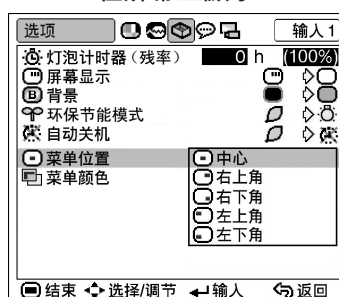 选项 输入1
灯泡计时器(残率) 0 h (100%)
屏幕显示
B 背景
环保节能模式
自动关机
菜单位置 中心
菜单颜色 右上角
右下角
左上角
左下角
结束 选择/调节 输入 返回